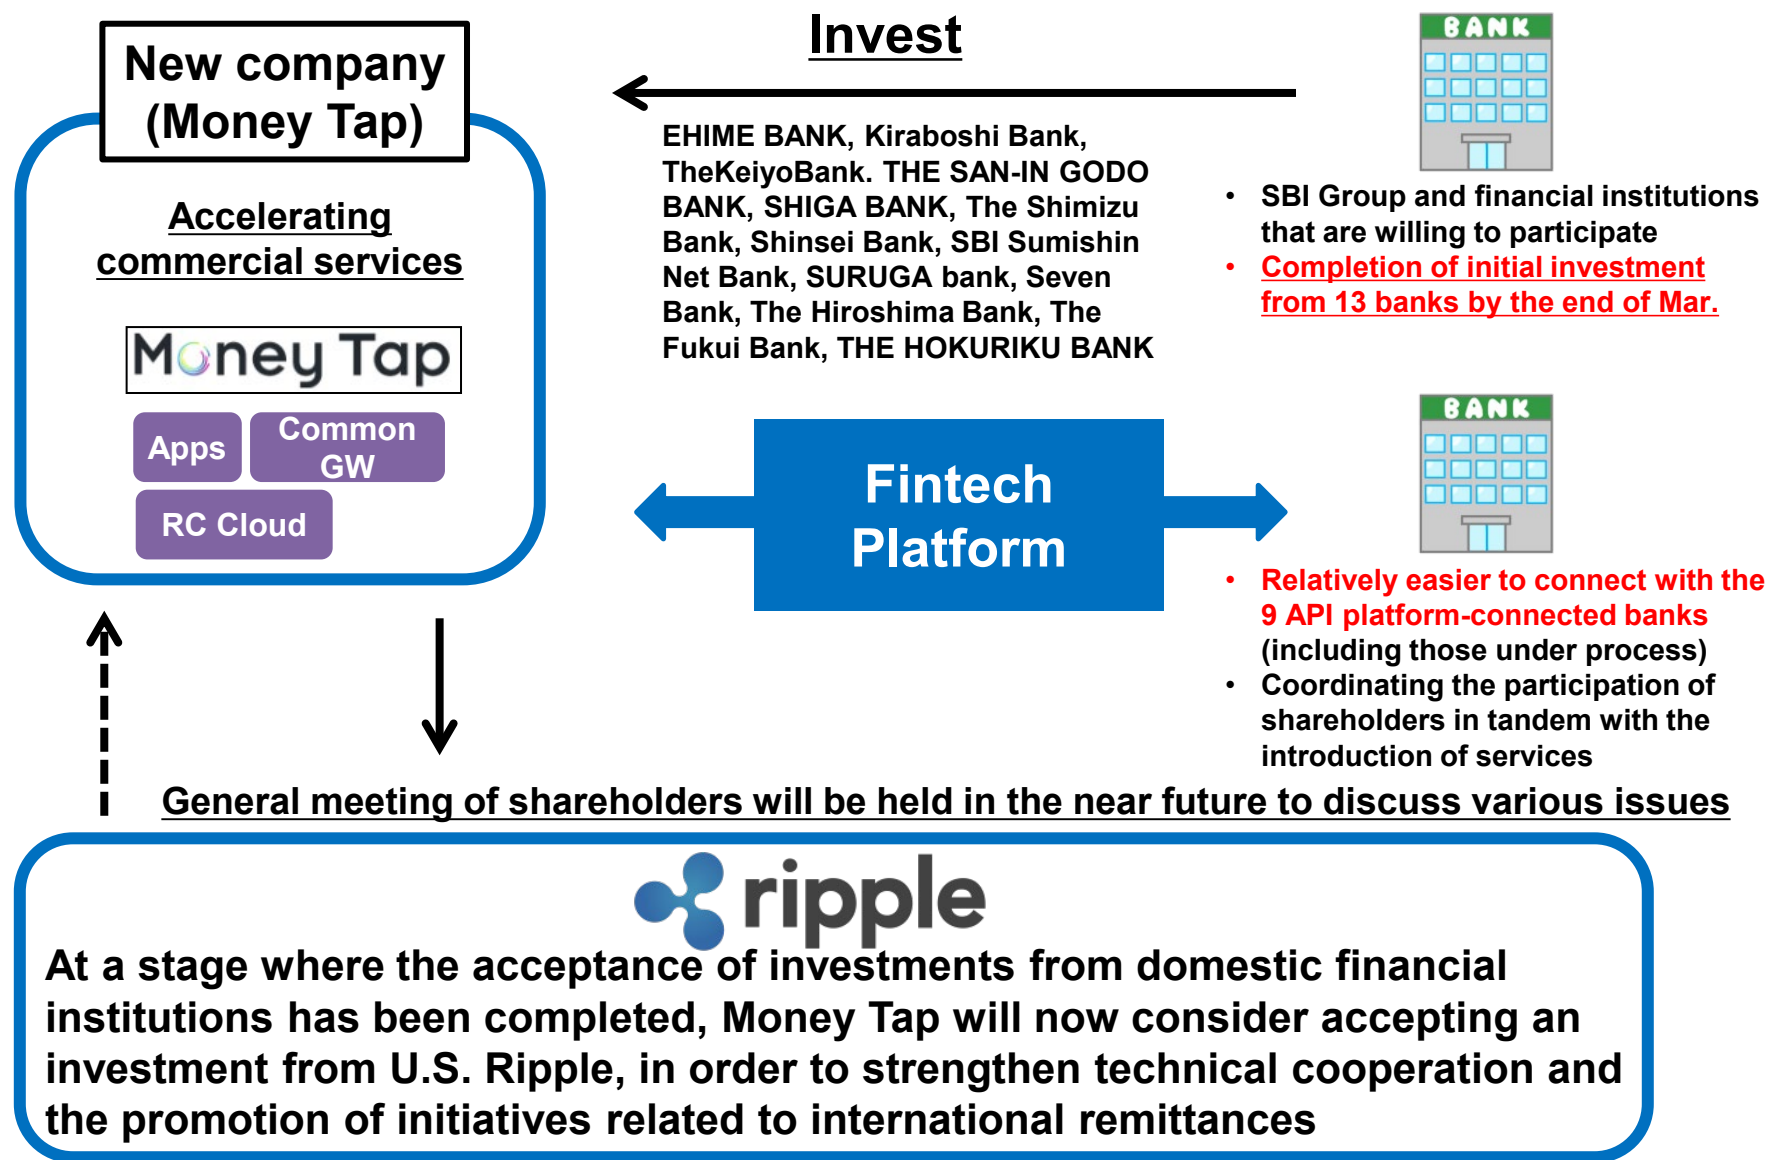 New company
(Money Tap)
Accelerating
commercial services
Money Tap
Apps
Common
GW
RC Cloud
Invest
EHIME BANK, Kiraboshi Bank,
TheKeiyoBank. THE SAN-IN GODO
BANK, SHIGA BANK, The Shimizu
Bank, Shinsei Bank, SBI Sumishin
Net Bank, SURUGA bank, Seven
Bank, The Hiroshima Bank, The
Fukui Bank, THE HOKURIKU BANK
BANK
• SBI Group and financial institutions
that are willing to participate
• Completion of initial investment
from 13 banks by the end of Mar.
Fintech
Platform
BANK
• Relatively easier to connect with the
9 API platform-connected banks
(including those under process)
• Coordinating the participation of
shareholders in tandem with the
introduction of services
General meeting of shareholders will be held in the near future to discuss various issues
ripple
At a stage where the acceptance of investments from domestic financial
institutions has been completed, Money Tap will now consider accepting an
investment from U.S. Ripple, in order to strengthen technical cooperation and
the promotion of initiatives related to international remittances